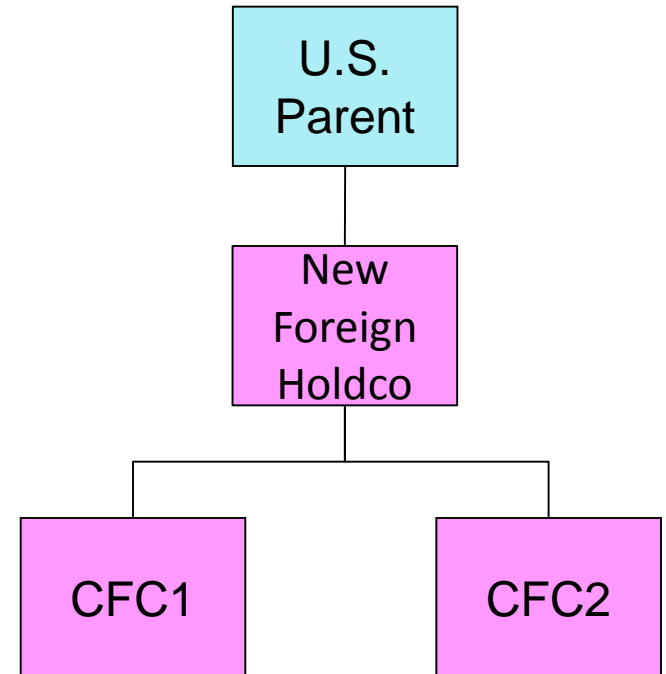 U.S.
Parent
New
Foreign
Holdco
CFC1
CFC2